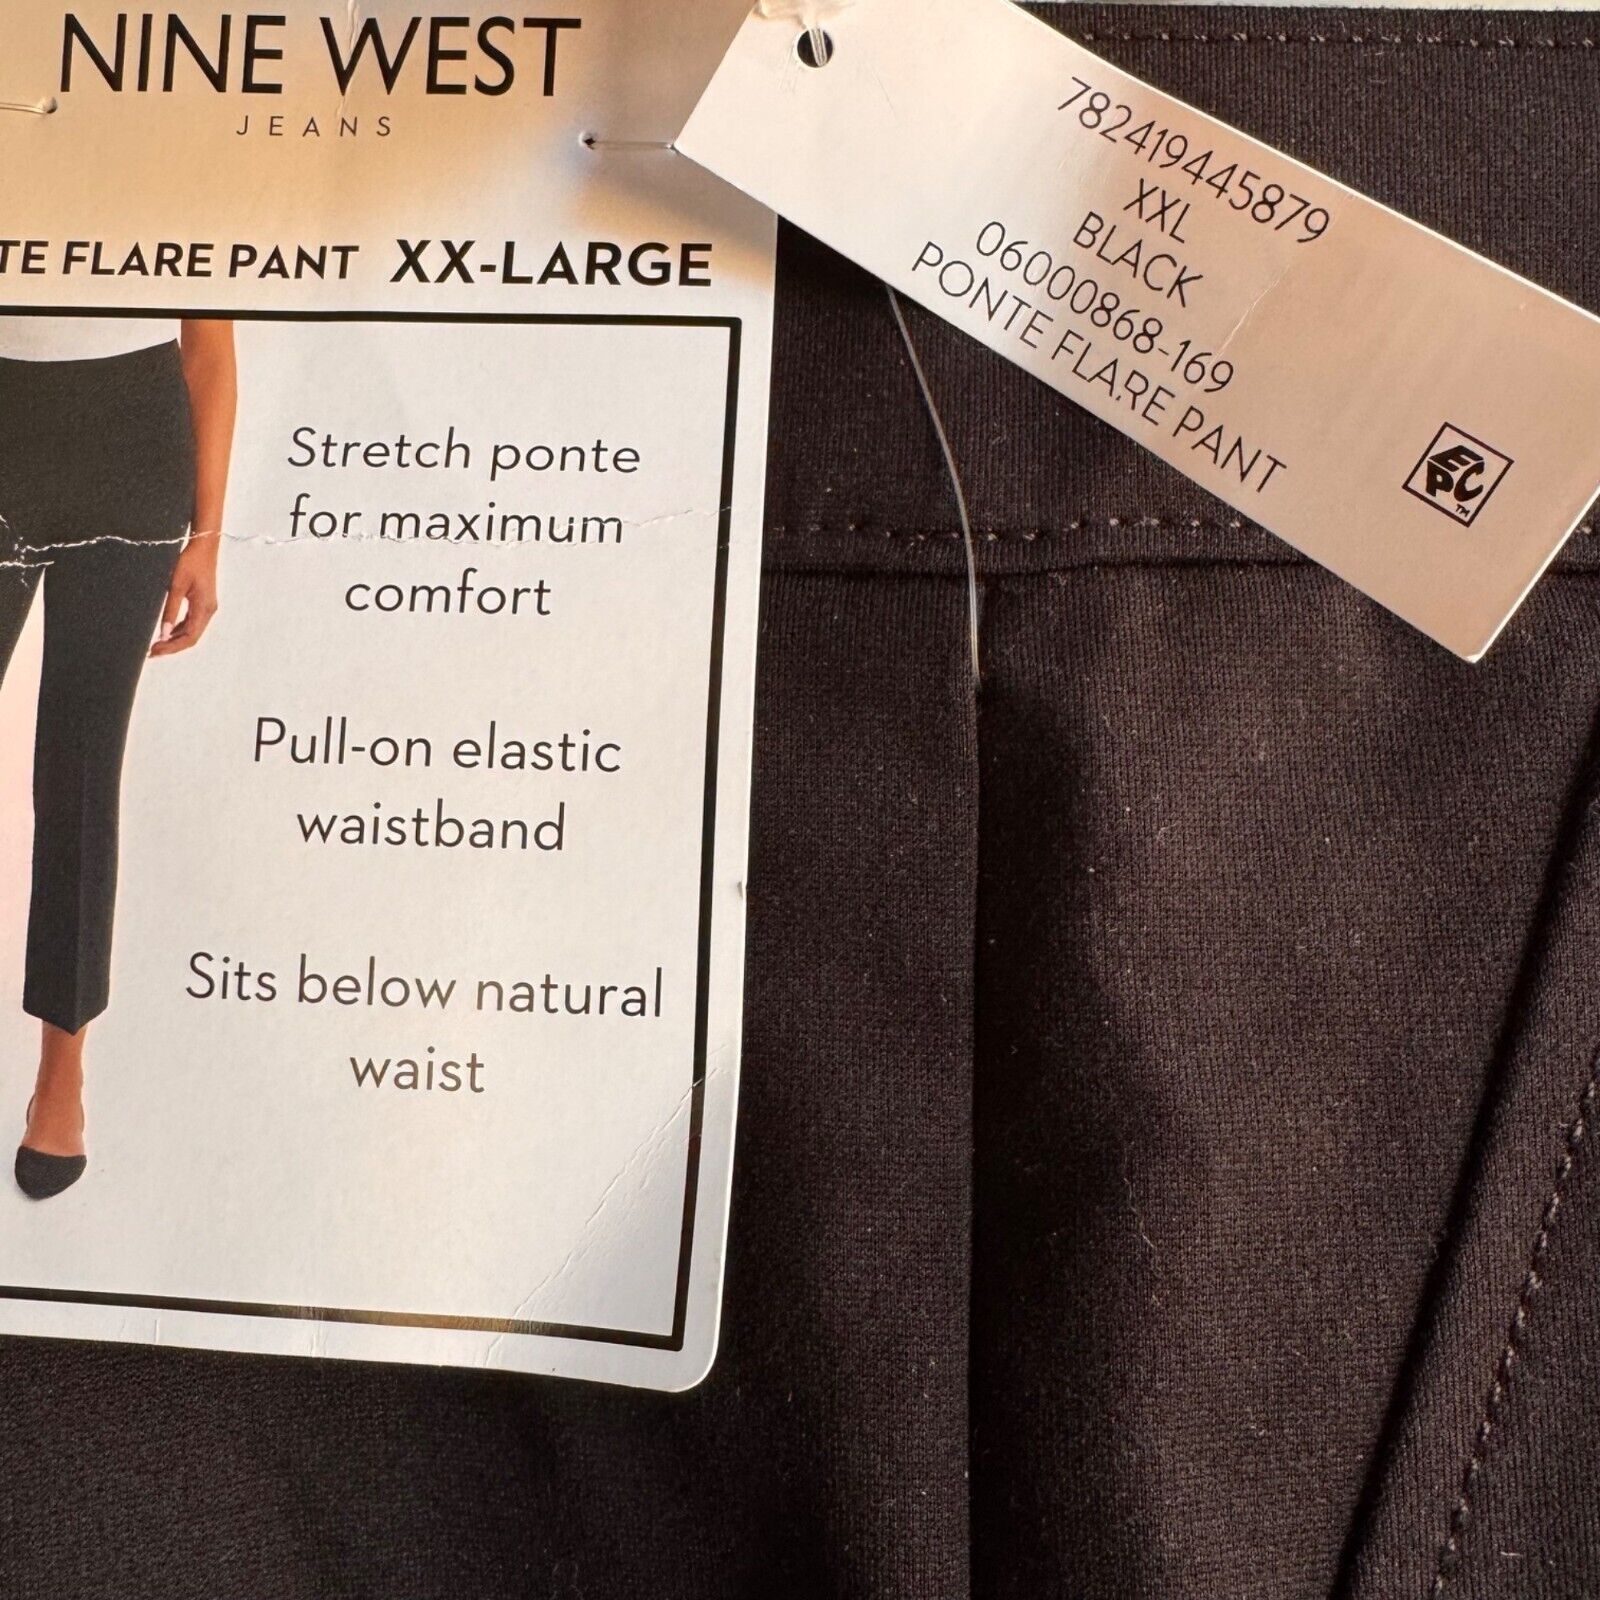 NINE WEST
JEANS
TE FLARE PANT XX-LARGE
Stretch ponte
for maximum
comfort
Pull-on elastic
waistband
Sits below natural
waist
782419445879
XXL
BLACK
06000868-169
PONTE FLARE PANT
EPC
TM